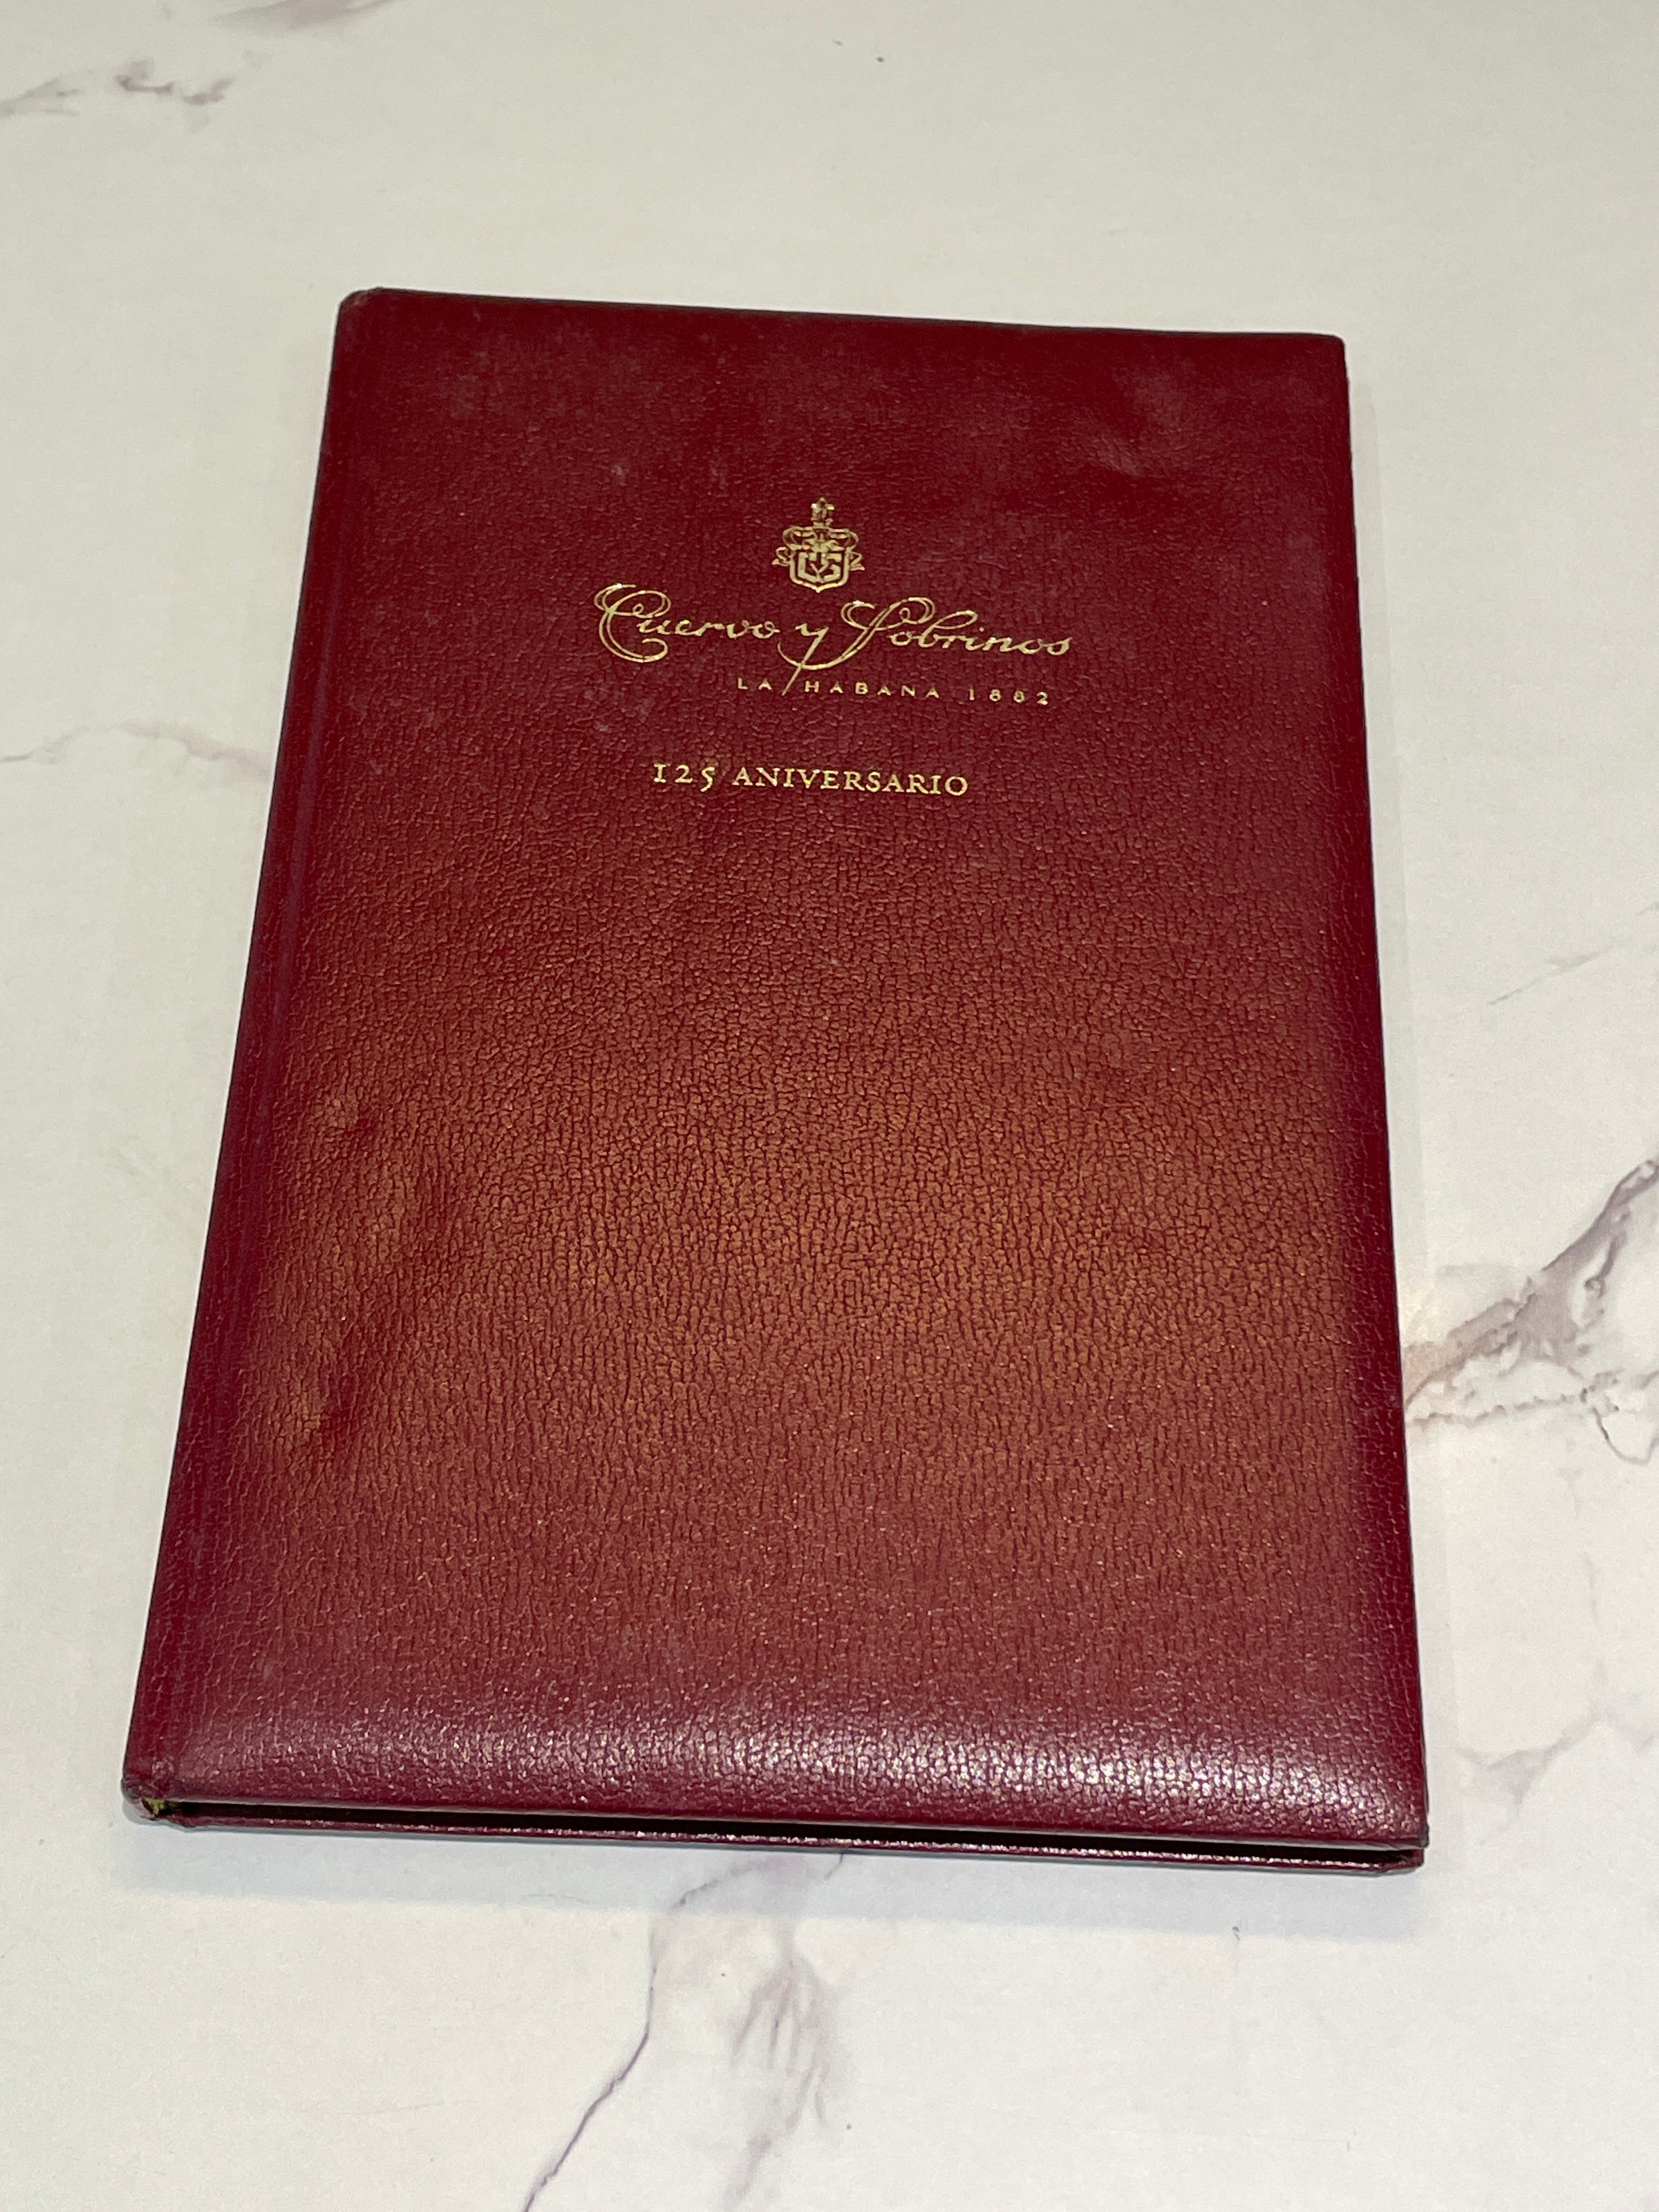 Cuervo y Sobrinos
LA HABANA 1882
125 ANIVERSARIO